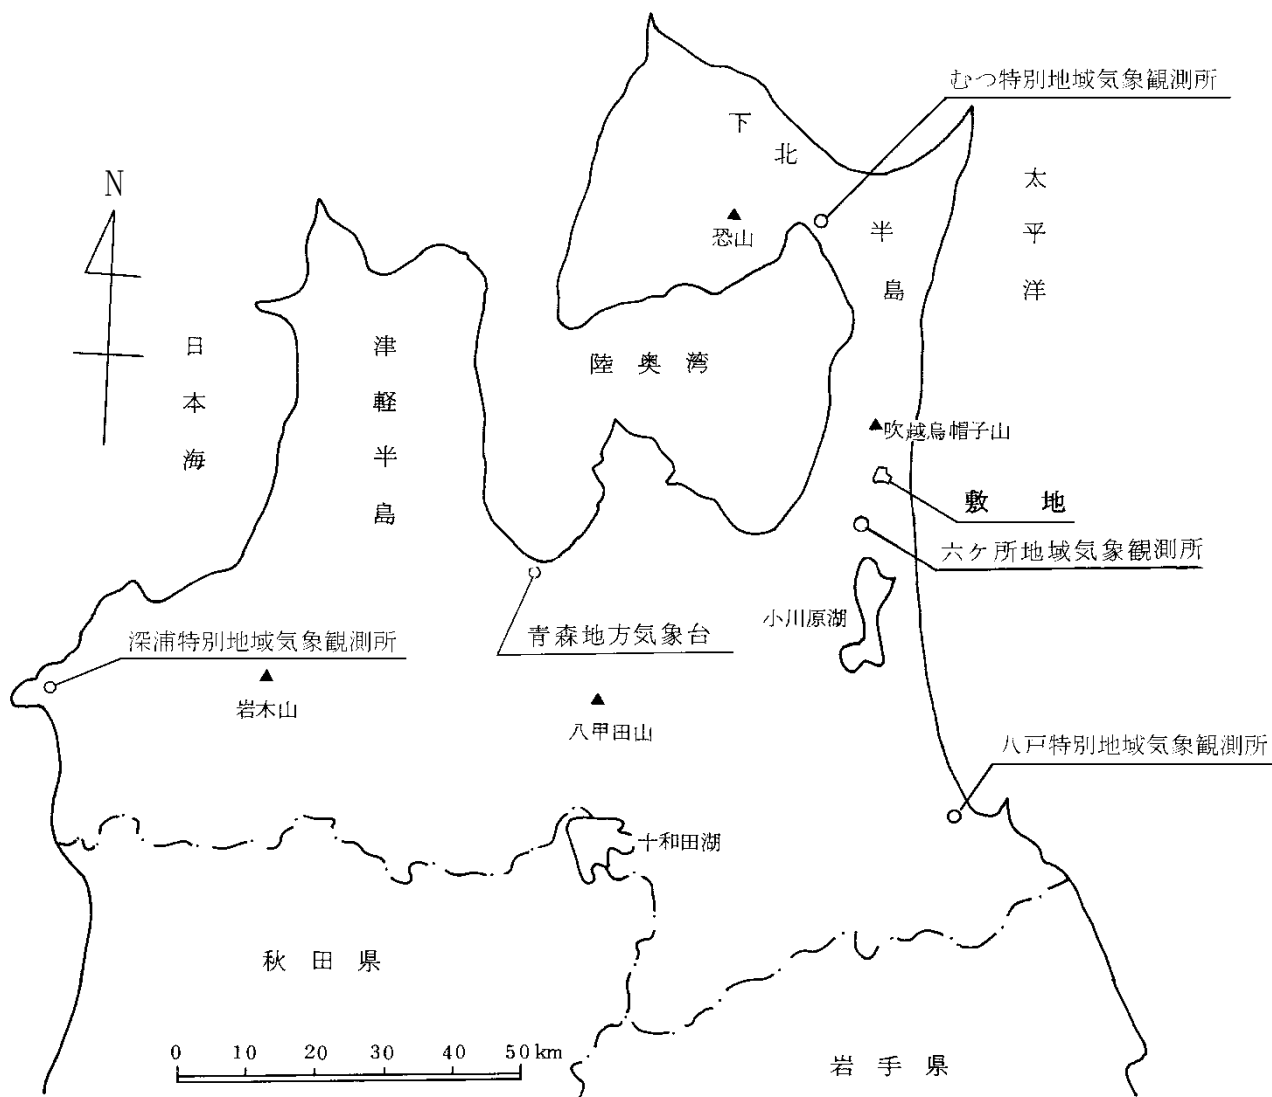 むつ特別地域気象観測所
下北半島
太平洋
N
恐山
日本海
津軽半島
陸奥湾
吹越烏帽子山
敷　地
六ケ所地域気象観測所
小川原湖
青森地方気象台
深浦特別地域気象観測所
岩木山
八甲田山
八戸特別地域気象観測所
十和田湖
秋田県
0 10 20 30 40 50km
岩手県